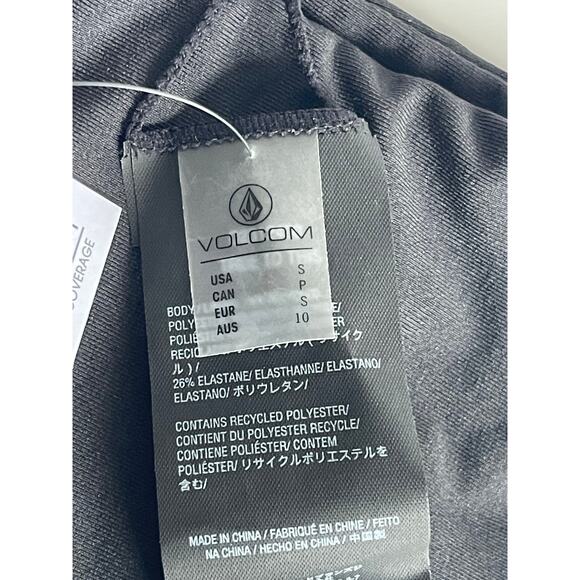 VOLCOM
USA S
CAN P
EUR S
AUS 10
COVERAGE
BODY/
POLYE
POLIÉS
RECIC
ル)/
26% ELASTANE/ ELASTHANNE/ ELASTANO/
ELASTANO/ ポリウレタン/
CONTAINS RECYCLED POLYESTER/
CONTIENT DU POLYESTER RECYCLE/
CONTIENE POLIÉSTER/ CONTEM
POLIÉSTER/ リサイクルポリエステルを
含む/
MADE IN CHINA / FABRIQUÉ EN CHINE / FEITO
NA CHINA / HECHO EN CHINA / 中国製